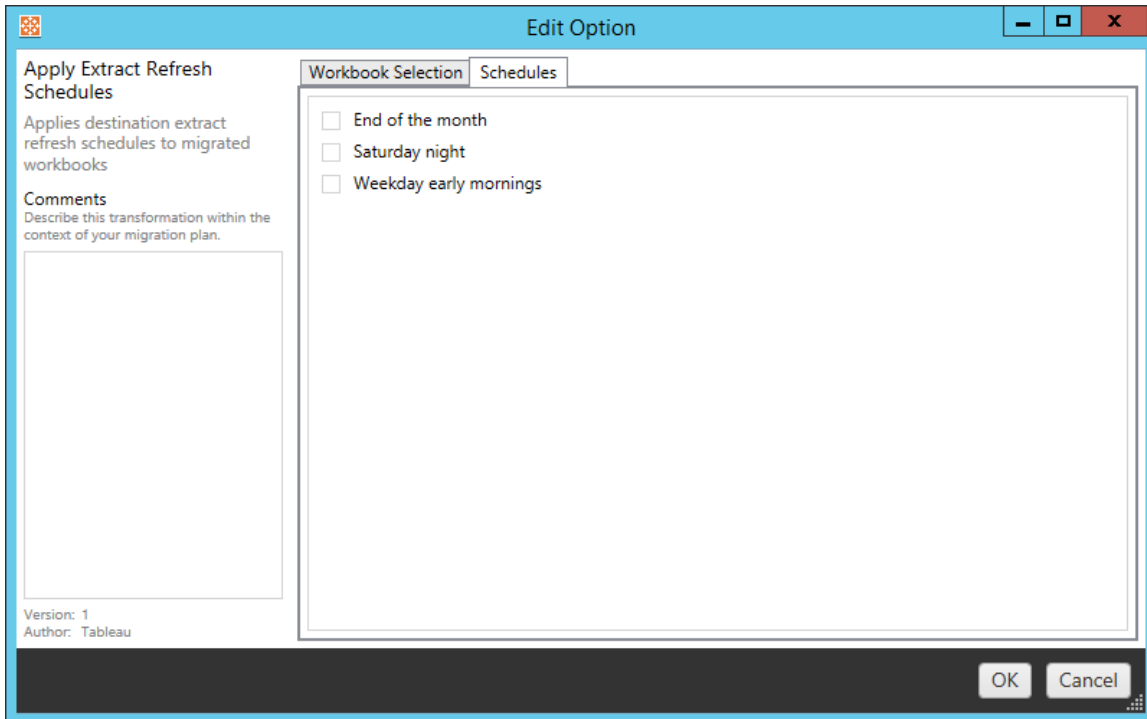 Edit Option
Apply Extract Refresh
Schedules
Applies destination extract
refresh schedules to migrated
workbooks
Comments
Describe this transformation within the
context of your migration plan.
Version: 1
Author: Tableau
Workbook Selection
Schedules
End of the month
Saturday night
Weekday early mornings
OK
Cancel